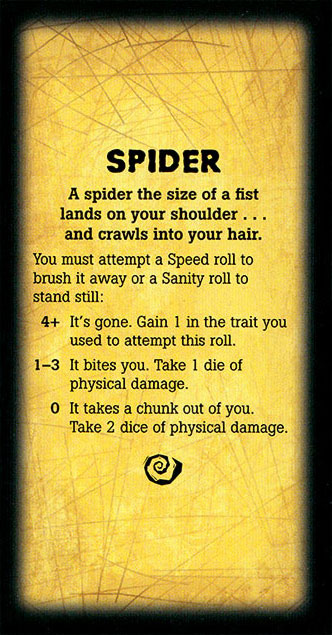 SPIDER
A spider the size of a fist
lands on your shoulder . . .
and crawls into your hair.
You must attempt a Speed roll to
brush it away or a Sanity roll to
stand still:
4+ It's gone. Gain 1 in the trait you
used to attempt this roll.
1–3 It bites you. Take 1 die of
physical damage.
0 It takes a chunk out of you.
Take 2 dice of physical damage.